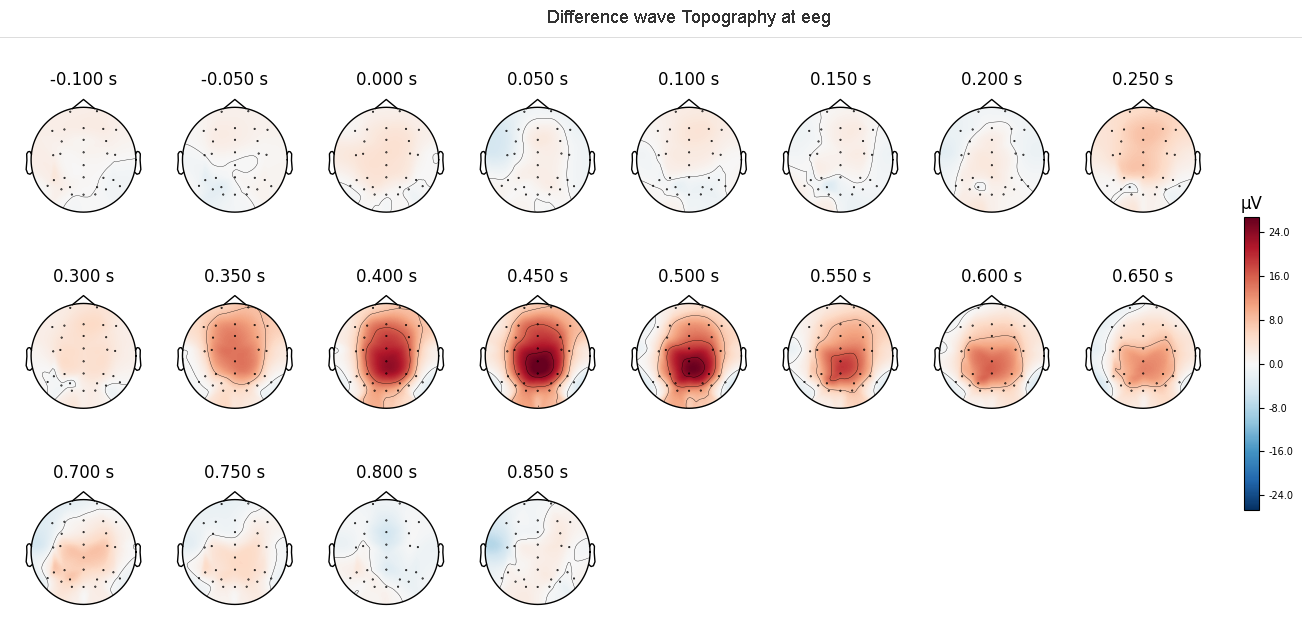 Difference wave Topography at eeg
-0.100 s -0.050 s 0.000 s 0.050 s 0.100 s 0.150 s 0.200 s 0.250 s
0.300 s 0.350 s 0.400 s 0.450 s 0.500 s 0.550 s 0.600 s 0.650 s
0.700 s 0.750 s 0.800 s 0.850 s
µV
24.0
16.0
8.0
0.0
-8.0
-16.0
-24.0